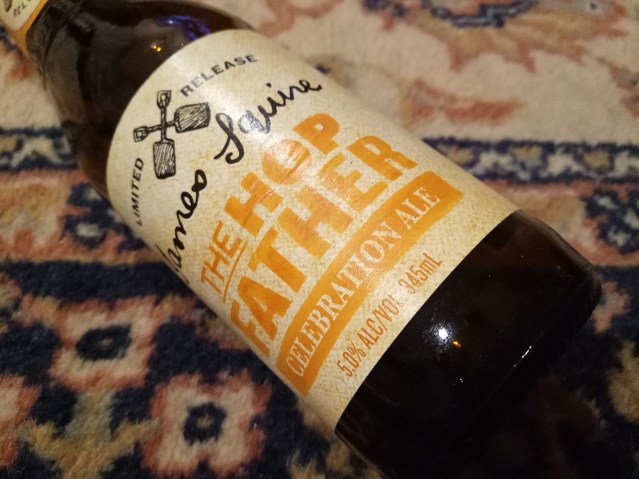 LIMITED RELEASE
James Squire
THE HOP
FATHER
CELEBRATION ALE
5.0% ALC/VOL 345mL